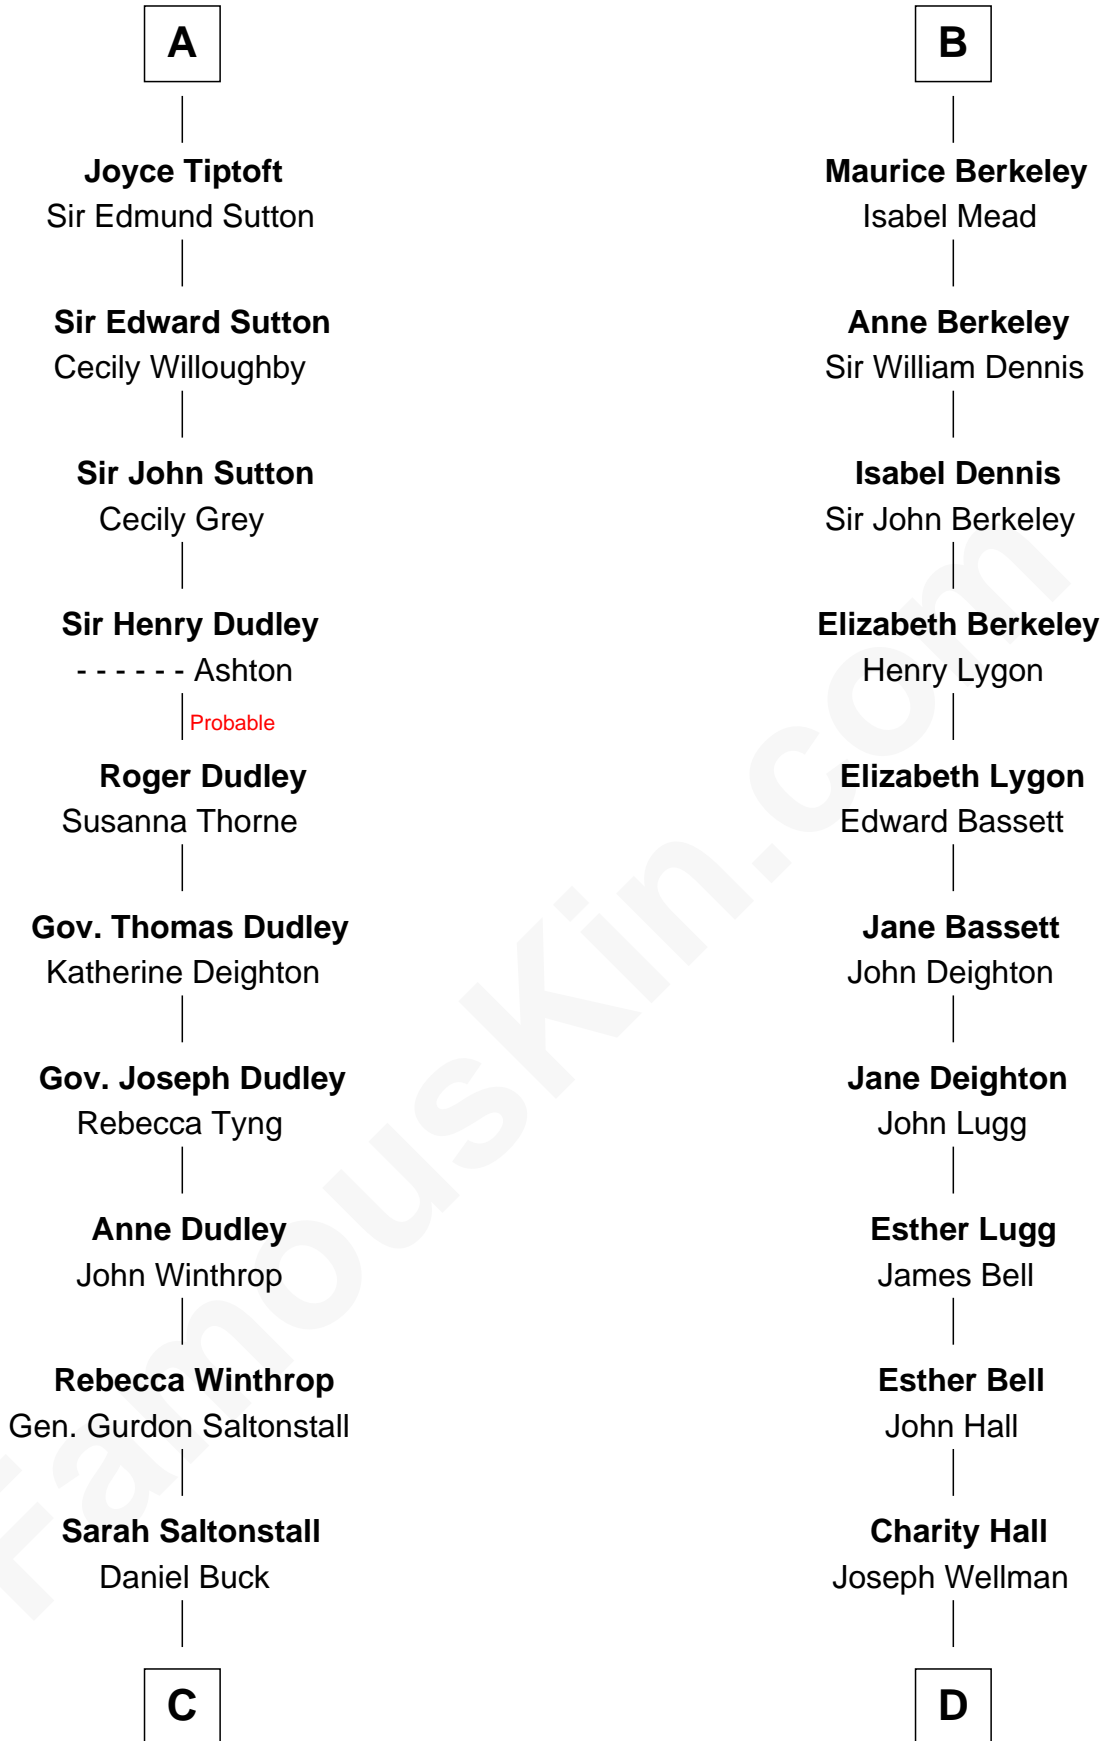 A
Joyce Tiptoft
Sir Edmund Sutton
Sir Edward Sutton
Cecily Willoughby
Sir John Sutton
Cecily Grey
Sir Henry Dudley
- - - - - - Ashton
Probable
Roger Dudley
Susanna Thorne
Gov. Thomas Dudley
Katherine Deighton
Gov. Joseph Dudley
Rebecca Tyng
Anne Dudley
John Winthrop
Rebecca Winthrop
Gen. Gurdon Saltonstall
Sarah Saltonstall
Daniel Buck
C
B
Maurice Berkeley
Isabel Mead
Anne Berkeley
Sir William Dennis
Isabel Dennis
Sir John Berkeley
Elizabeth Berkeley
Henry Lygon
Elizabeth Lygon
Edward Bassett
Jane Bassett
John Deighton
Jane Deighton
John Lugg
Esther Lugg
James Bell
Esther Bell
John Hall
Charity Hall
Joseph Wellman
D
FamousKin.com